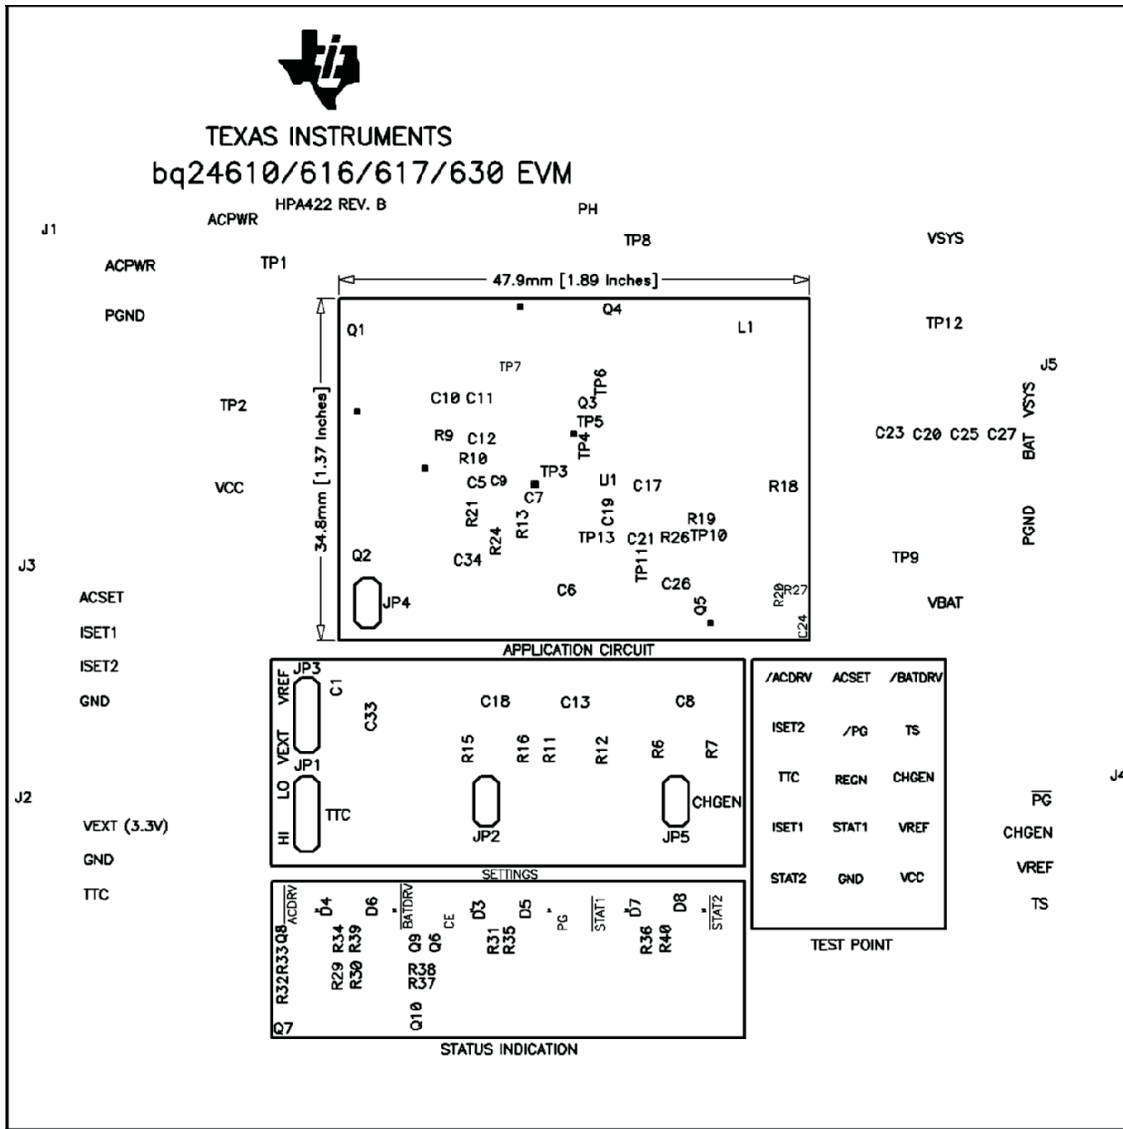 TEXAS INSTRUMENTS
bq24610/616/617/630 EVM
HPA422 REV. B
ACPWR
PH
J1
TP8
VSYS
ACPWR
TP1
47.9mm [1.89 Inches]
PGND
Q1
Q4
L1
TP12
J5
TP7
TP6
34.8mm [1.37 Inches]
TP2
C10 C11
Q3
TP5
TP4
VSYS
R9 C12
R10
C23 C20 C25 C27
BAT
VCC
C5 C9
TP3
C7
U1
C17
R18
R21
R24
R13
C19
R19
TP13
C21 R26 TP10
PGND
Q2
C34
TP11
TP9
J3
JP4
C6
C26
Q5
R20 R27
C24
VBAT
ACSET
ISET1
ISET2
GND
APPLICATION CIRCUIT
VREF
JP3
C1
C33
C18
C13
C8
VEXT
R15
R16
R11
R12
R6
R7
JP1
LO
HI
TTC
JP2
CHGEN
JP5
SETTINGS
/ACDRV ACSET /BATDRV
ISET2 /PG TS
TTC REGN CHGEN
ISET1 STAT1 VREF
STAT2 GND VCC
TEST POINT
J4
PG
CHGEN
VREF
TS
J2
VEXT (3.3V)
GND
TTC
ACDRV
D4
D6
BATDRV
CE
D3
D5
PG
STAT1
D7
D8
STAT2
Q8
R33
R32
R34
R39
R29
R30
Q9
Q6
R38
R37
R31
R35
R36
R40
Q10
Q7
STATUS INDICATION